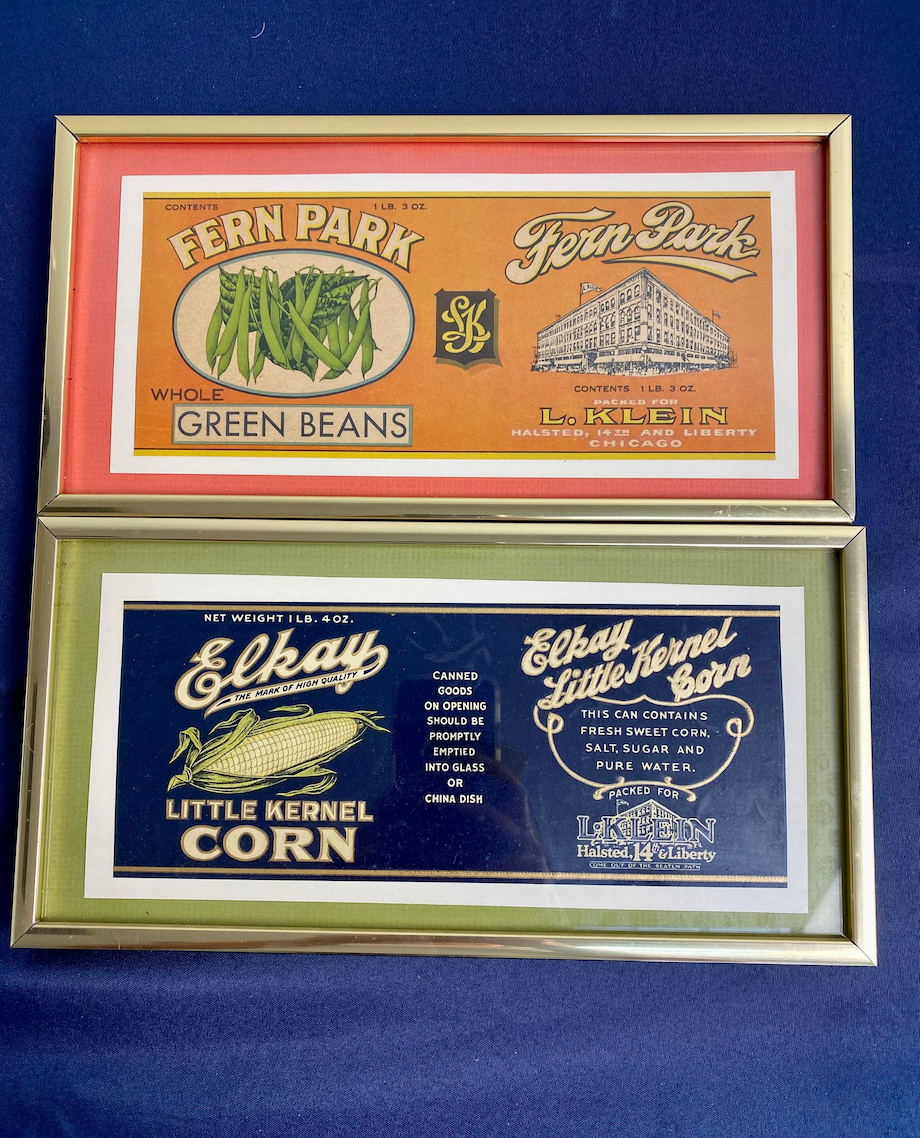 CONTENTS 1 LB. 3 OZ.
FERN PARK
WHOLE
GREEN BEANS
LK
Fern Park
CONTENTS 1 LB. 3 OZ.
PACKED FOR
L. KLEIN
HALSTED, 14TH AND LIBERTY
CHICAGO
NET WEIGHT 1 LB. 4 OZ.
Elkay
THE MARK OF HIGH QUALITY
LITTLE KERNEL
CORN
CANNED
GOODS
ON OPENING
SHOULD BE
PROMPTLY
EMPTIED
INTO GLASS
OR
CHINA DISH
Elkay
Little Kernel
Corn
THIS CAN CONTAINS
FRESH SWEET CORN,
SALT, SUGAR AND
PURE WATER.
PACKED FOR
L. KLEIN
Halsted, 14th & Liberty
COME OUT OF THE BEATEN PATH